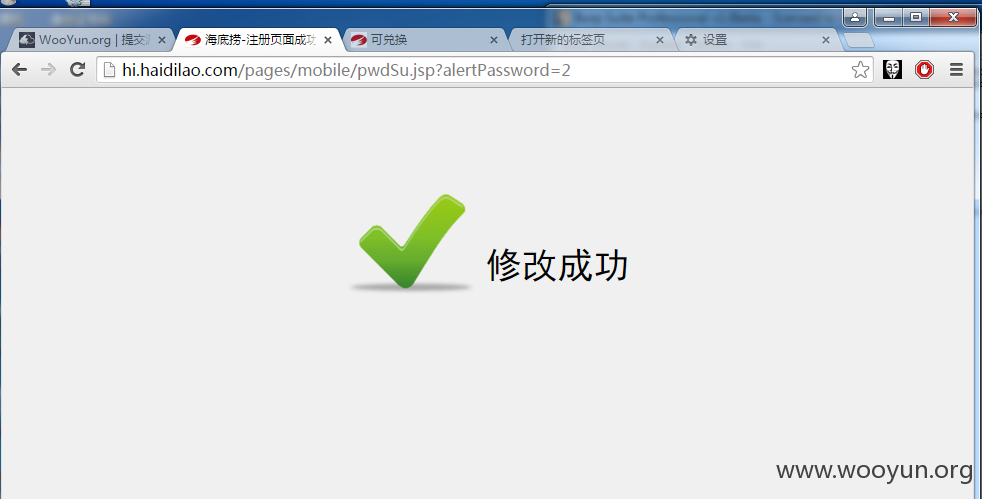 WooYun.org | 提交
海底捞-注册页面成功
可兑换
打开新的标签页
设置
hi.haidilao.com/pages/mobile/pwdSu.jsp?alertPassword=2
修改成功
www.wooyun.org